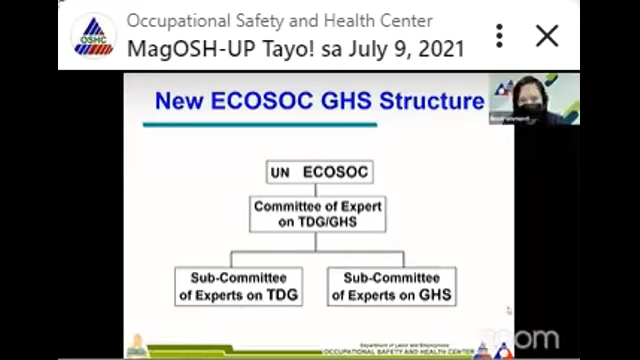 Occupational Safety and Health Center
MagOSH-UP Tayo! sa July 9, 2021
OSHC
New ECOSOC GHS Structure
UN ECOSOC
Committee of Expert
on TDG/GHS
Sub-Committee
of Experts on TDG
Sub-Committee
of Experts on GHS
Department of Labor and Employment
OCCUPATIONAL SAFETY AND HEALTH CENTER
zoom